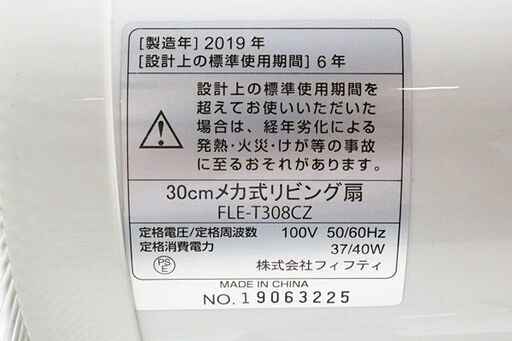 [製造年] 2019 年
[設計上の標準使用期間] 6 年
設計上の標準使用期間を
超えてお使いいただいた
場合は、経年劣化による
発熱・火災・けが等の事故
に至るおそれがあります。
30cmメカ式リビング扇
FLE-T308CZ
定格電圧/定格周波数 100V 50/60Hz
定格消費電力 37/40W
PS
E
株式会社フィフティ
MADE IN CHINA
NO. 19063225